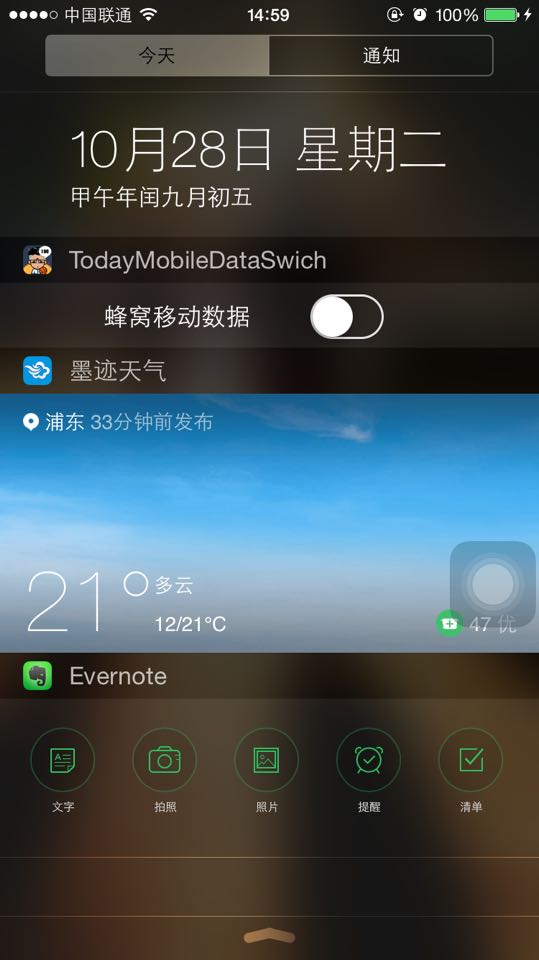 中国联通 14:59 100%
今天 通知
10月28日 星期二
甲午年闰九月初五
TodayMobileDataSwich
蜂窝移动数据
墨迹天气
浦东 33分钟前发布
21° 多云
12/21°C
47 优
Evernote
文字 拍照 照片 提醒 清单